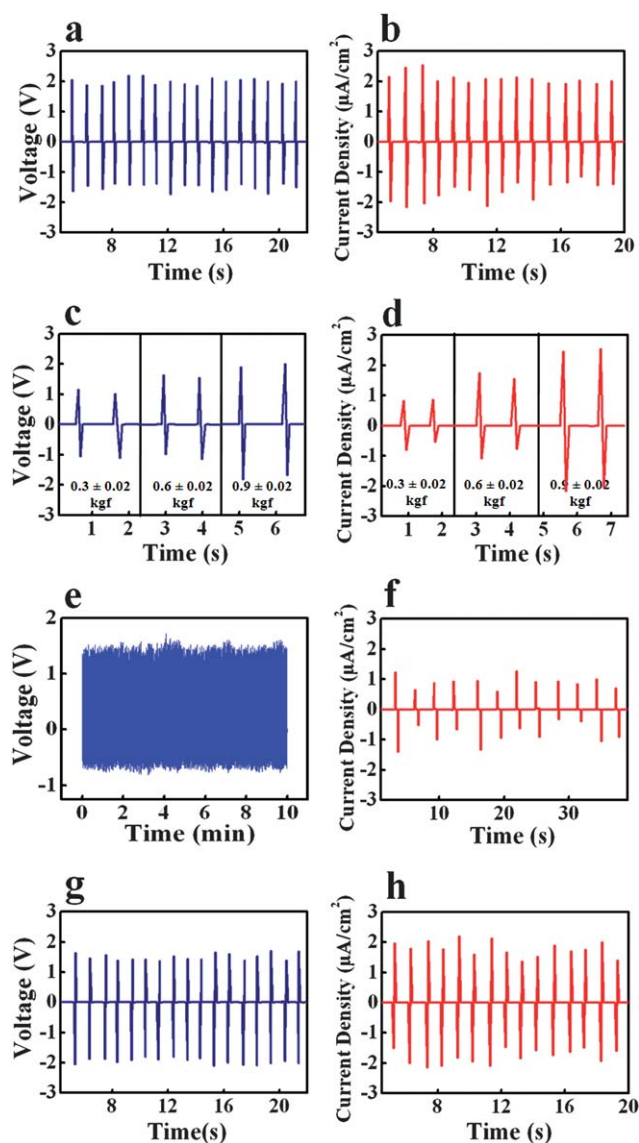 a
3
2
1
0
-1
-2
-3
Voltage (V)
8 12 16 20
Time (s)
b
3
2
1
0
-1
-2
-3
Current Density (µA/cm²)
8 12 16 20
Time (s)
c
3
2
1
0
-1
-2
-3
Voltage (V)
0.3 ± 0.02 0.6 ± 0.02 0.9 ± 0.02
kgf kgf kgf
1 2 3 4 5 6
Time (s)
d
3
2
1
0
-1
-2
-3
Current Density (µA/cm²)
0.3 ± 0.02 0.6 ± 0.02 0.9 ± 0.02
kgf kgf kgf
1 2 3 4 5 6 7
Time (s)
e
2
1
0
-1
Voltage (V)
0 2 4 6 8 10
Time (min)
f
3
2
1
0
-1
-2
-3
Current Density (µA/cm²)
10 20 30
Time (s)
g
3
2
1
0
-1
-2
-3
Voltage (V)
8 12 16 20
Time(s)
h
3
2
1
0
-1
-2
-3
Current Density (µA/cm²)
8 12 16 20
Time (s)